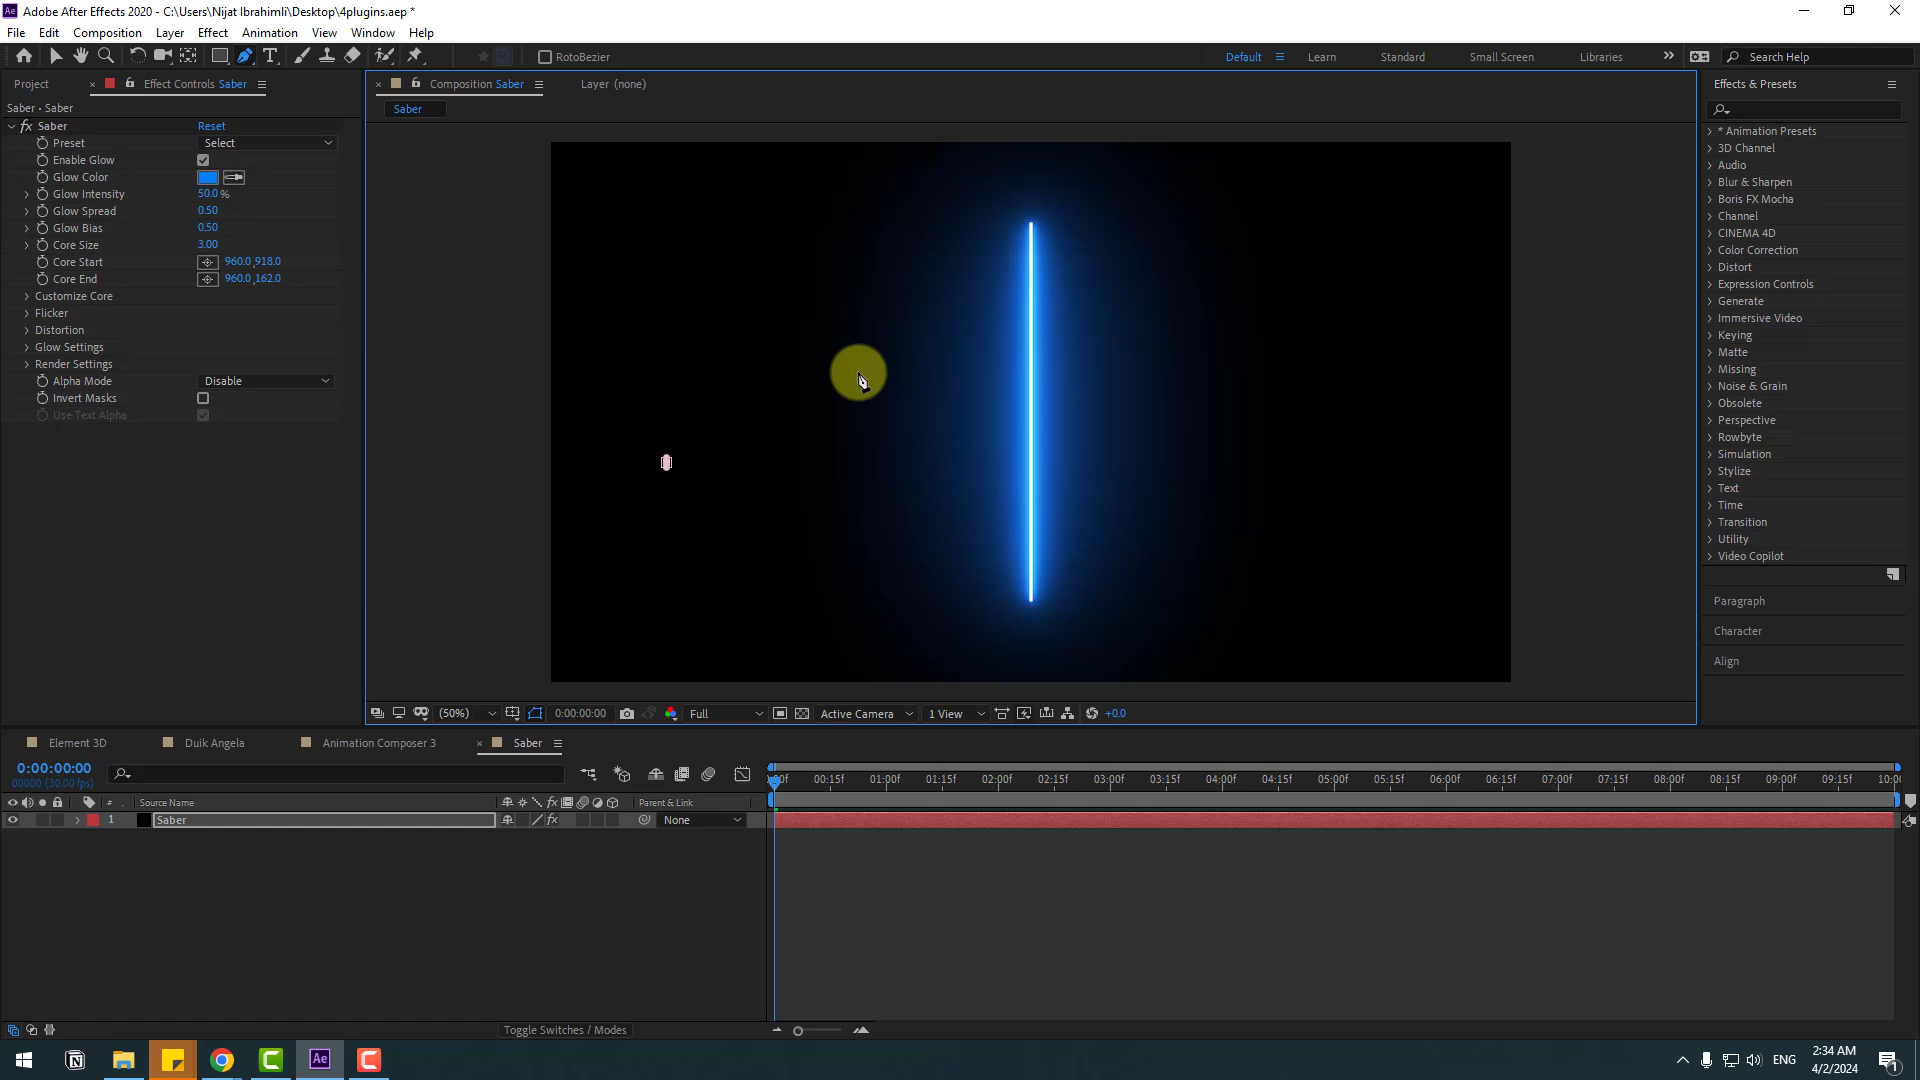 Adobe After Effects 2020 - C:\Users\Nijat Ibrahimli\Desktop\4plugins.aep *
File Edit Composition Layer Effect Animation View Window Help
RotoBezier
Default Learn Standard Small Screen Libraries Search Help
Project Effect Controls Saber
Saber • Saber
fx Saber Reset
Preset Select
Enable Glow
Glow Color
Glow Intensity 50.0 %
Glow Spread 0.50
Glow Bias 0.50
Core Size 3.00
Core Start 960.0 ,918.0
Core End 960.0 ,162.0
Customize Core
Flicker
Distortion
Glow Settings
Render Settings
Alpha Mode Disable
Invert Masks
Use Text Alpha
Composition Saber Layer (none)
Saber
(50%) 0:00:00:00 Full Active Camera 1 View +0.0
Effects & Presets
* Animation Presets
3D Channel
Audio
Blur & Sharpen
Boris FX Mocha
Channel
CINEMA 4D
Color Correction
Distort
Expression Controls
Generate
Immersive Video
Keying
Matte
Missing
Noise & Grain
Obsolete
Perspective
Rowbyte
Simulation
Stylize
Text
Time
Transition
Utility
Video Copilot
Paragraph
Character
Align
Element 3D Duik Angela Animation Composer 3 Saber
0:00:00:00
00000 (30.00 fps)
# Source Name fx Parent & Link
1 Saber fx None
00f 00:15f 01:00f 01:15f 02:00f 02:15f 03:00f 03:15f 04:00f 04:15f 05:00f 05:15f 06:00f 06:15f 07:00f 07:15f 08:00f 08:15f 09:00f 09:15f 10:0
Toggle Switches / Modes
Ae ENG 2:34 AM
4/2/2024
1